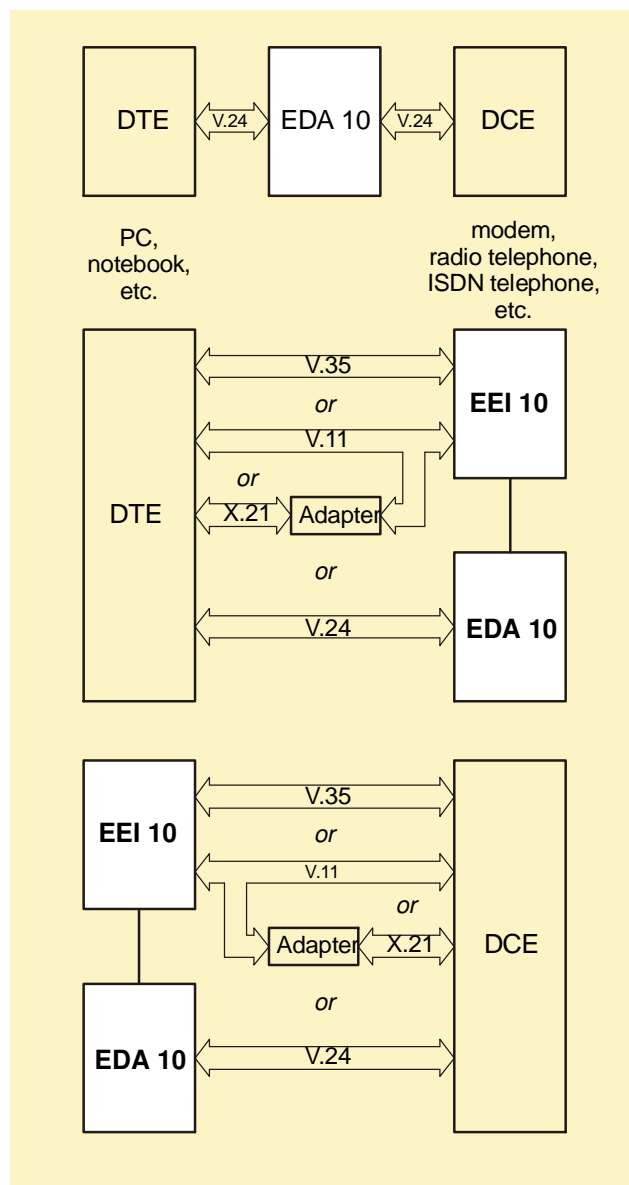 DTE
V.24
EDA 10
V.24
DCE
PC,
notebook,
etc.
modem,
radio telephone,
ISDN telephone,
etc.
V.35
or
V.11
or
X.21
Adapter
or
V.24
DTE
EEI 10
EDA 10
EEI 10
EDA 10
V.35
or
V.11
or
Adapter
X.21
or
V.24
DCE